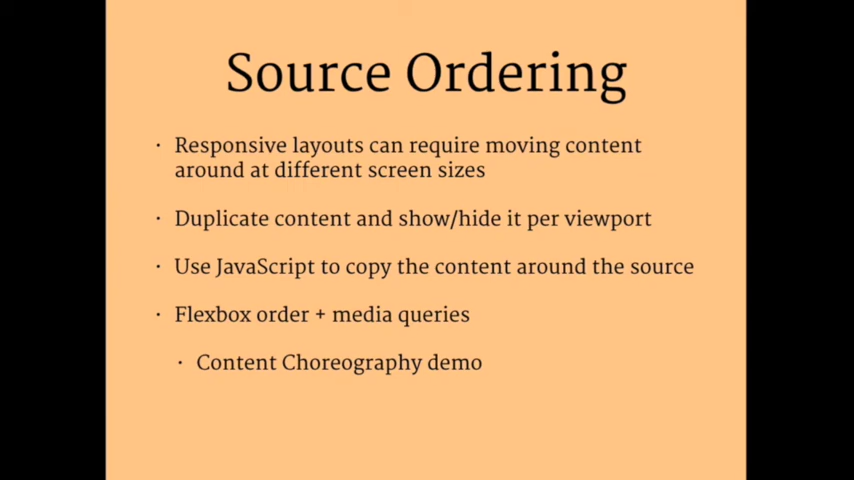 Source Ordering
· Responsive layouts can require moving content
around at different screen sizes
· Duplicate content and show/hide it per viewport
· Use JavaScript to copy the content around the source
· Flexbox order + media queries
· Content Choreography demo